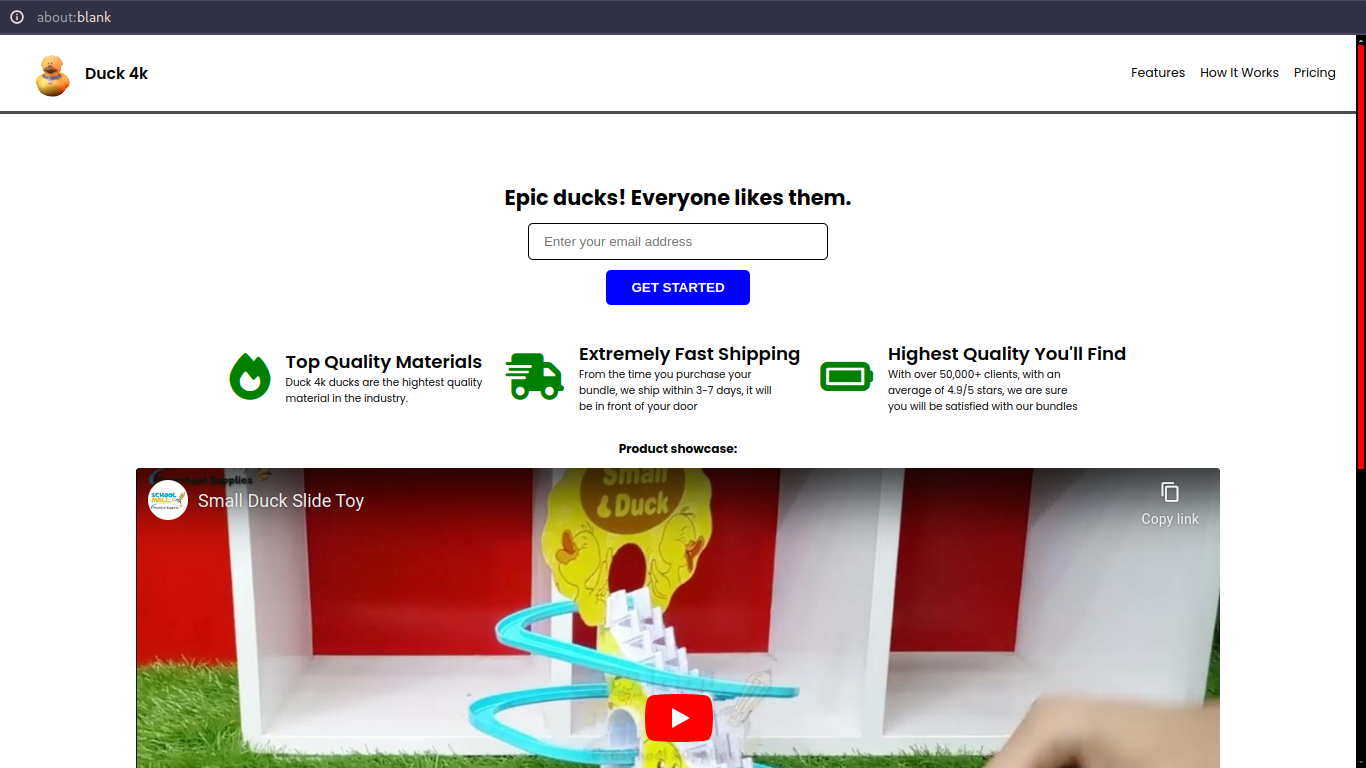 about:blank
Duck 4k
Features
How It Works
Pricing
Epic ducks! Everyone likes them.
Enter your email address
GET STARTED
Top Quality Materials
Duck 4k ducks are the hightest quality
material in the industry.
Extremely Fast Shipping
From the time you purchase your
bundle, we ship within 3-7 days, it will
be in front of your door
Highest Quality You'll Find
With over 50,000+ clients, with an
average of 4.9/5 stars, we are sure
you will be satisfied with our bundles
Product showcase:
Supplies
SCHOOL
MALL
Small Duck Slide Toy
Copy link
Small
& Duck